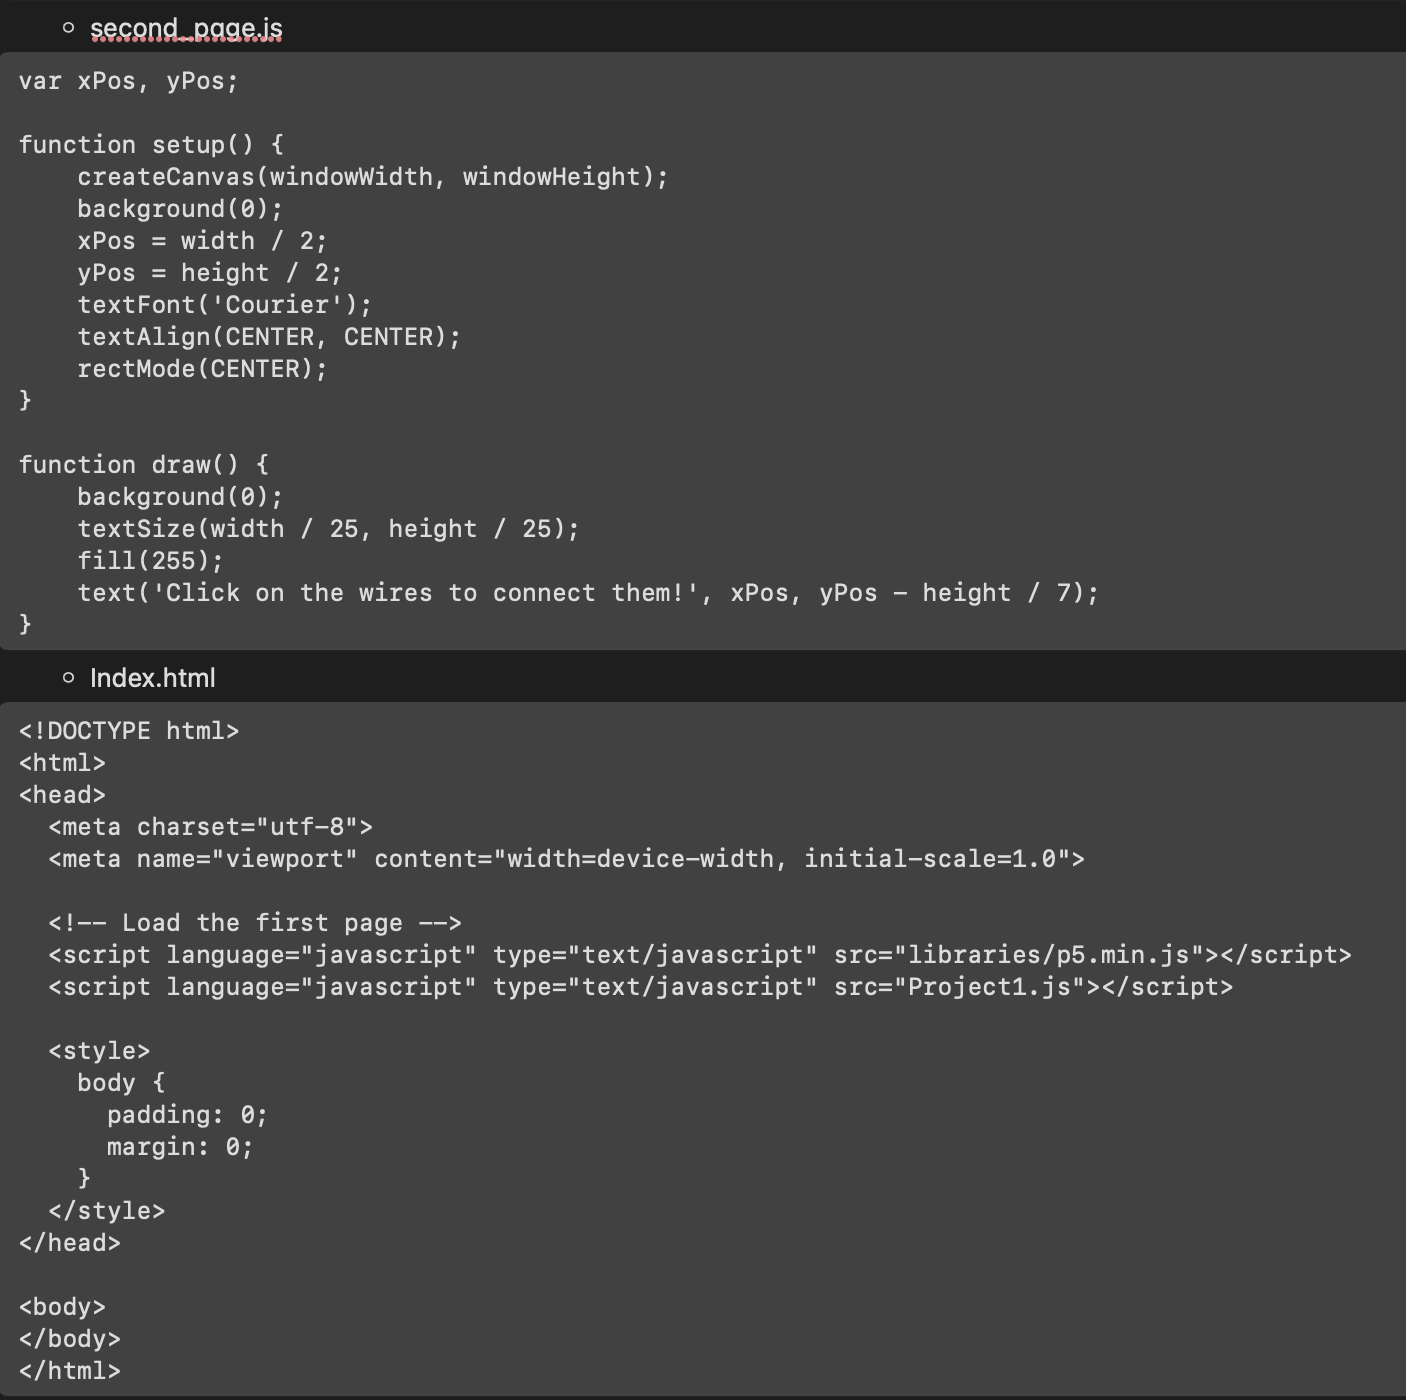 second_page.js
var xPos, yPos;
function setup() {
createCanvas(windowWidth, windowHeight);
background(0);
xPos = width / 2;
yPos = height / 2;
textFont('Courier');
textAlign(CENTER, CENTER);
rectMode(CENTER);
}
function draw() {
background(0);
textSize(width / 25, height / 25);
fill(255);
text('Click on the wires to connect them!', xPos, yPos - height / 7);
}
Index.html
<!DOCTYPE html>
<html>
<head>
<meta charset="utf-8">
<meta name="viewport" content="width=device-width, initial-scale=1.0">
<!-- Load the first page -->
<script language="javascript" type="text/javascript" src="libraries/p5.min.js"></script>
<script language="javascript" type="text/javascript" src="Project1.js"></script>
<style>
body {
padding: 0;
margin: 0;
}
</style>
</head>
<body>
</body>
</html>